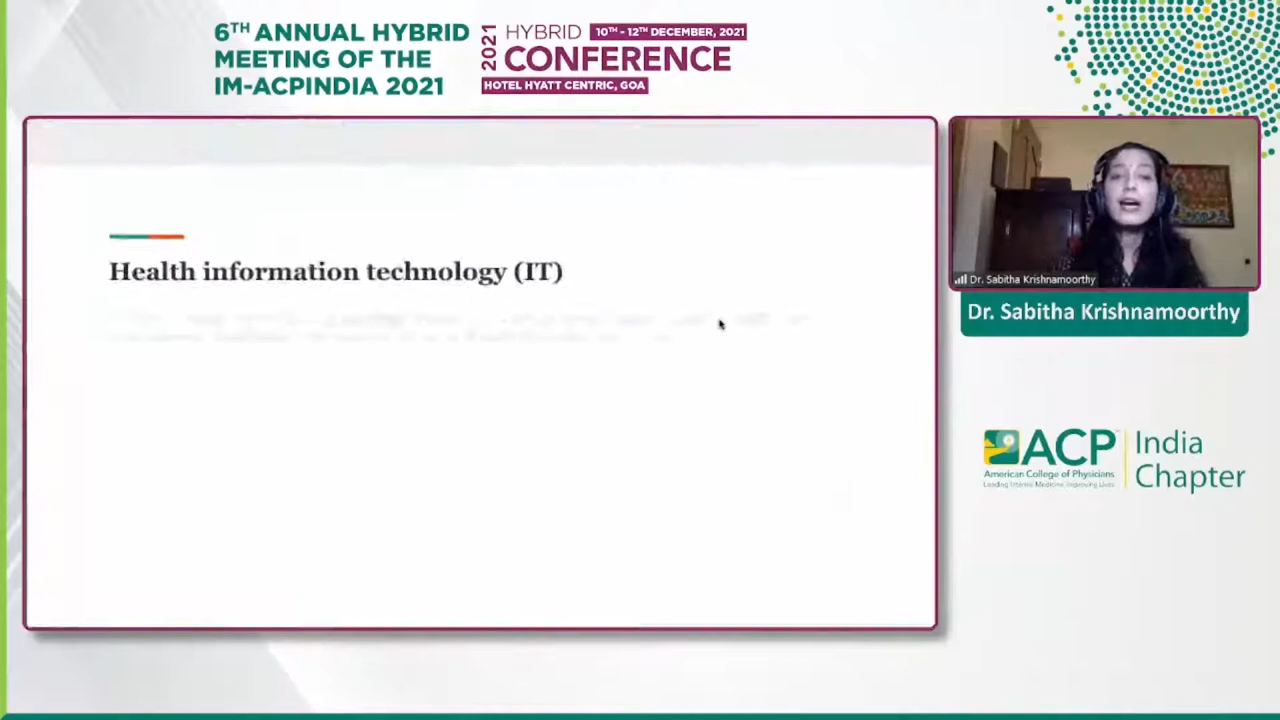 6TH ANNUAL HYBRID
MEETING OF THE
IM-ACPINDIA 2021
2021
HYBRID 10TH - 12TH DECEMBER, 2021
CONFERENCE
HOTEL HYATT CENTRIC, GOA
Health information technology (IT)
Dr. Sabitha Krishnamoorthy
Dr. Sabitha Krishnamoorthy
ACP
American College of Physicians
Leading Internal Medicine, Improving Lives
India
Chapter